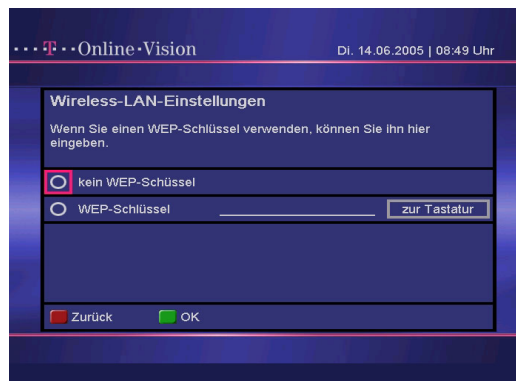 ····T··Online·Vision
Di. 14.06.2005 | 08:49 Uhr
Wireless-LAN-Einstellungen
Wenn Sie einen WEP-Schlüssel verwenden, können Sie ihn hier
eingeben.
kein WEP-Schüssel
WEP-Schlüssel ____________________ zur Tastatur
Zurück OK